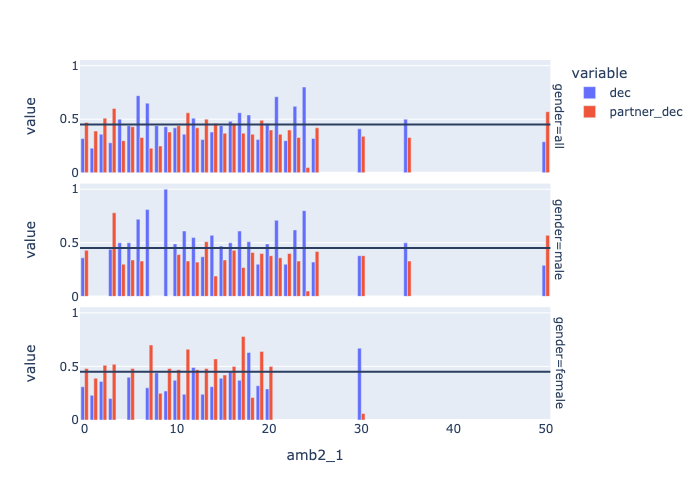 variable
dec
partner_dec
1
0.5
0
value
gender=all
1
0.5
0
value
gender=male
1
0.5
0
value
gender=female
0 10 20 30 40 50
amb2_1